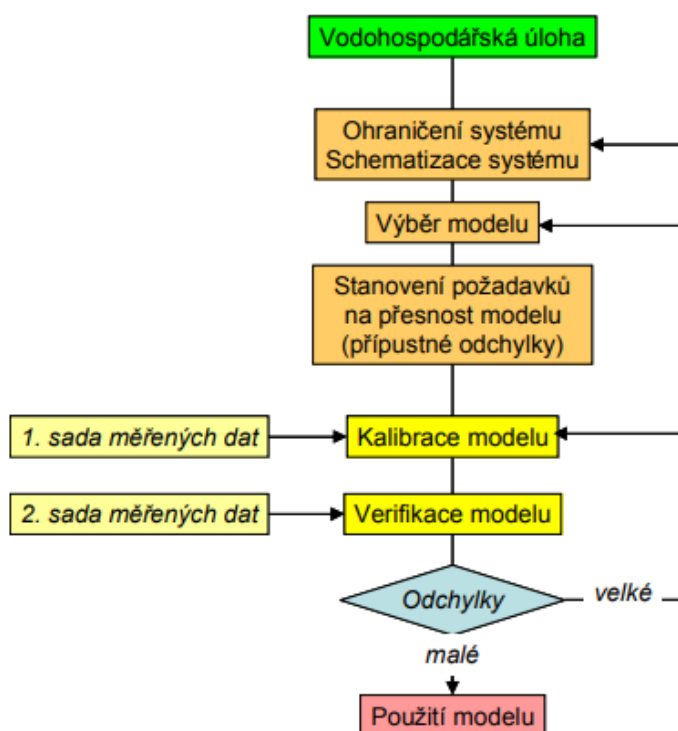 Vodohospodářská úloha
Ohraničení systému
Schematizace systému
Výběr modelu
Stanovení požadavků
na přesnost modelu
(přípustné odchylky)
1. sada měřených dat
Kalibrace modelu
2. sada měřených dat
Verifikace modelu
Odchylky
velké
malé
Použití modelu